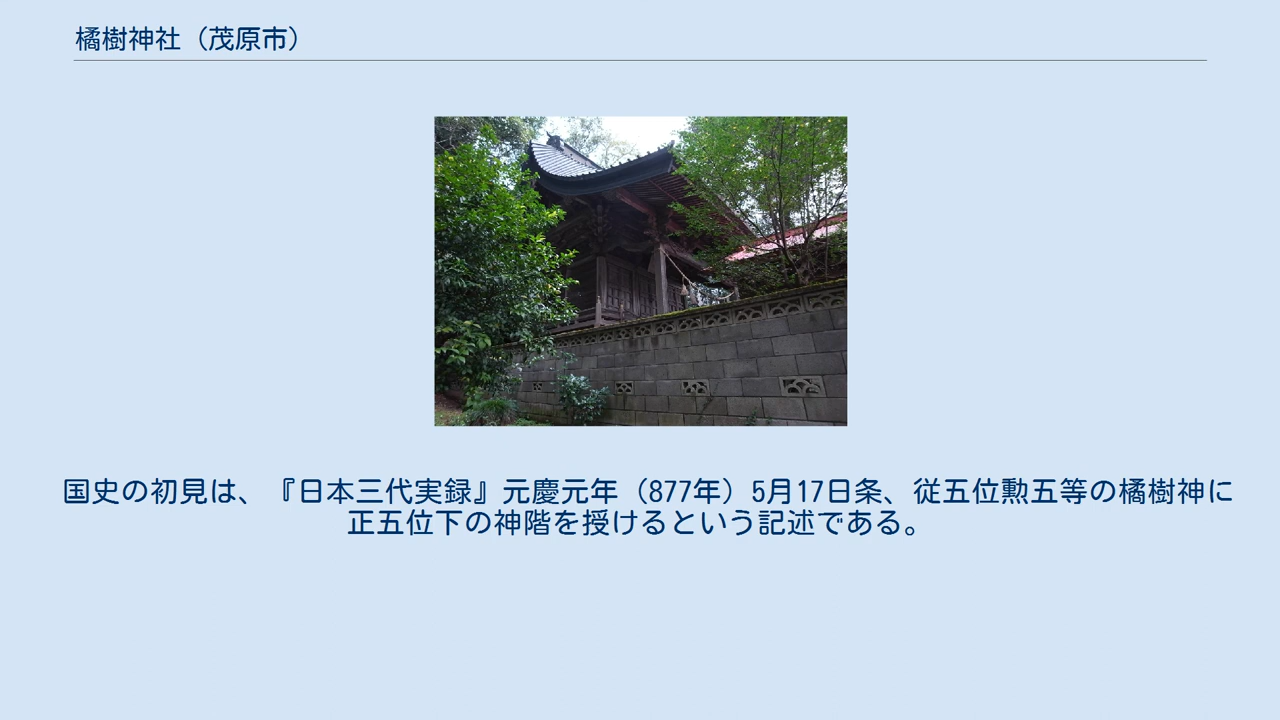 橘樹神社（茂原市）
国史の初見は、『日本三代実録』元慶元年（877年）5月17日条、従五位勲五等の橘樹神に
正五位下の神階を授けるという記述である。